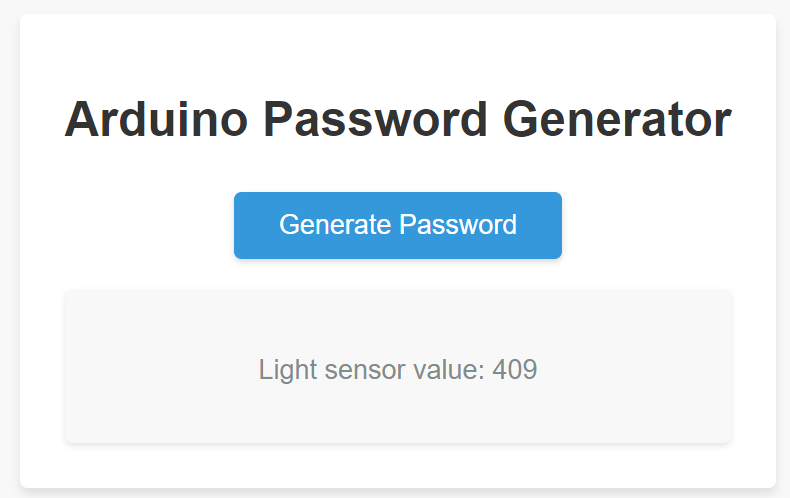 Arduino Password Generator
Generate Password
Light sensor value: 409